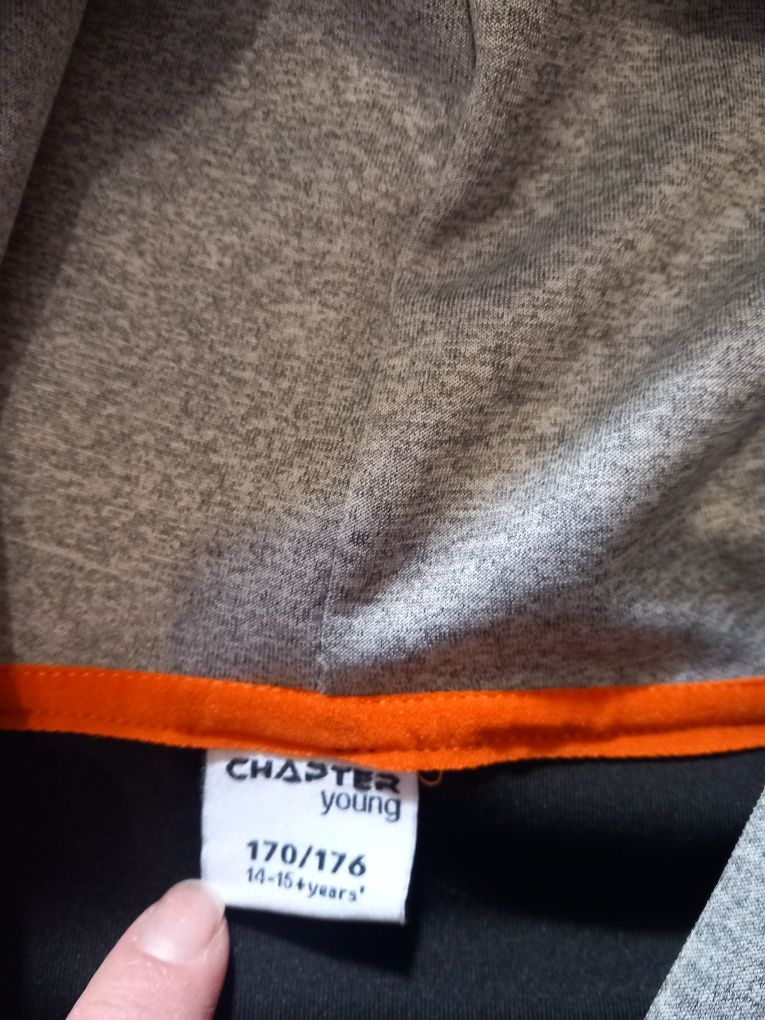 CHAPTER
young
170/176
14-15+years'